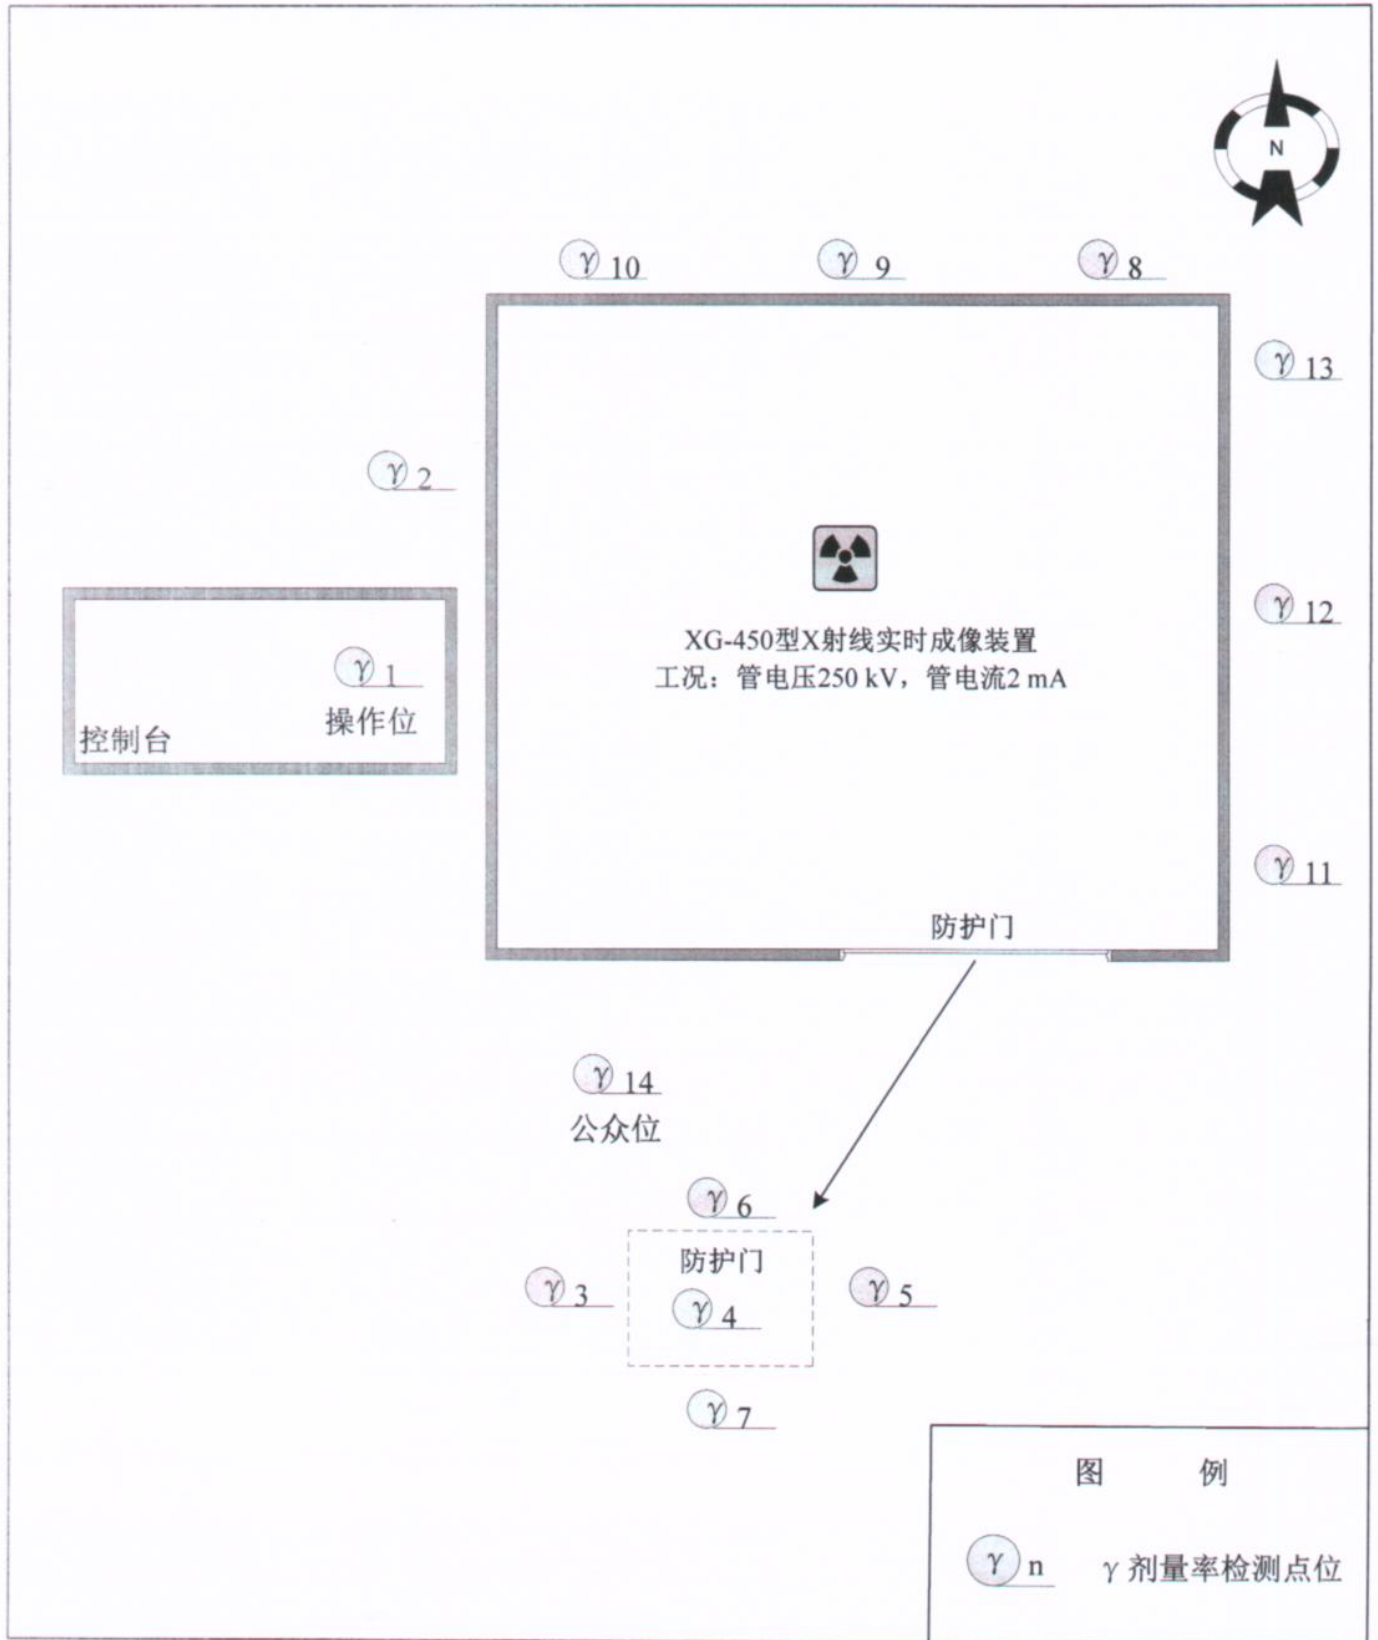 N
γ 10
γ 9
γ 8
γ 13
γ 2
γ 12
XG-450型X射线实时成像装置
工况：管电压250 kV，管电流2 mA
γ 1
操作位
控制台
γ 11
防护门
γ 14
公众位
γ 6
防护门
γ 3
γ 4
γ 5
γ 7
图 例
γ n γ 剂量率检测点位